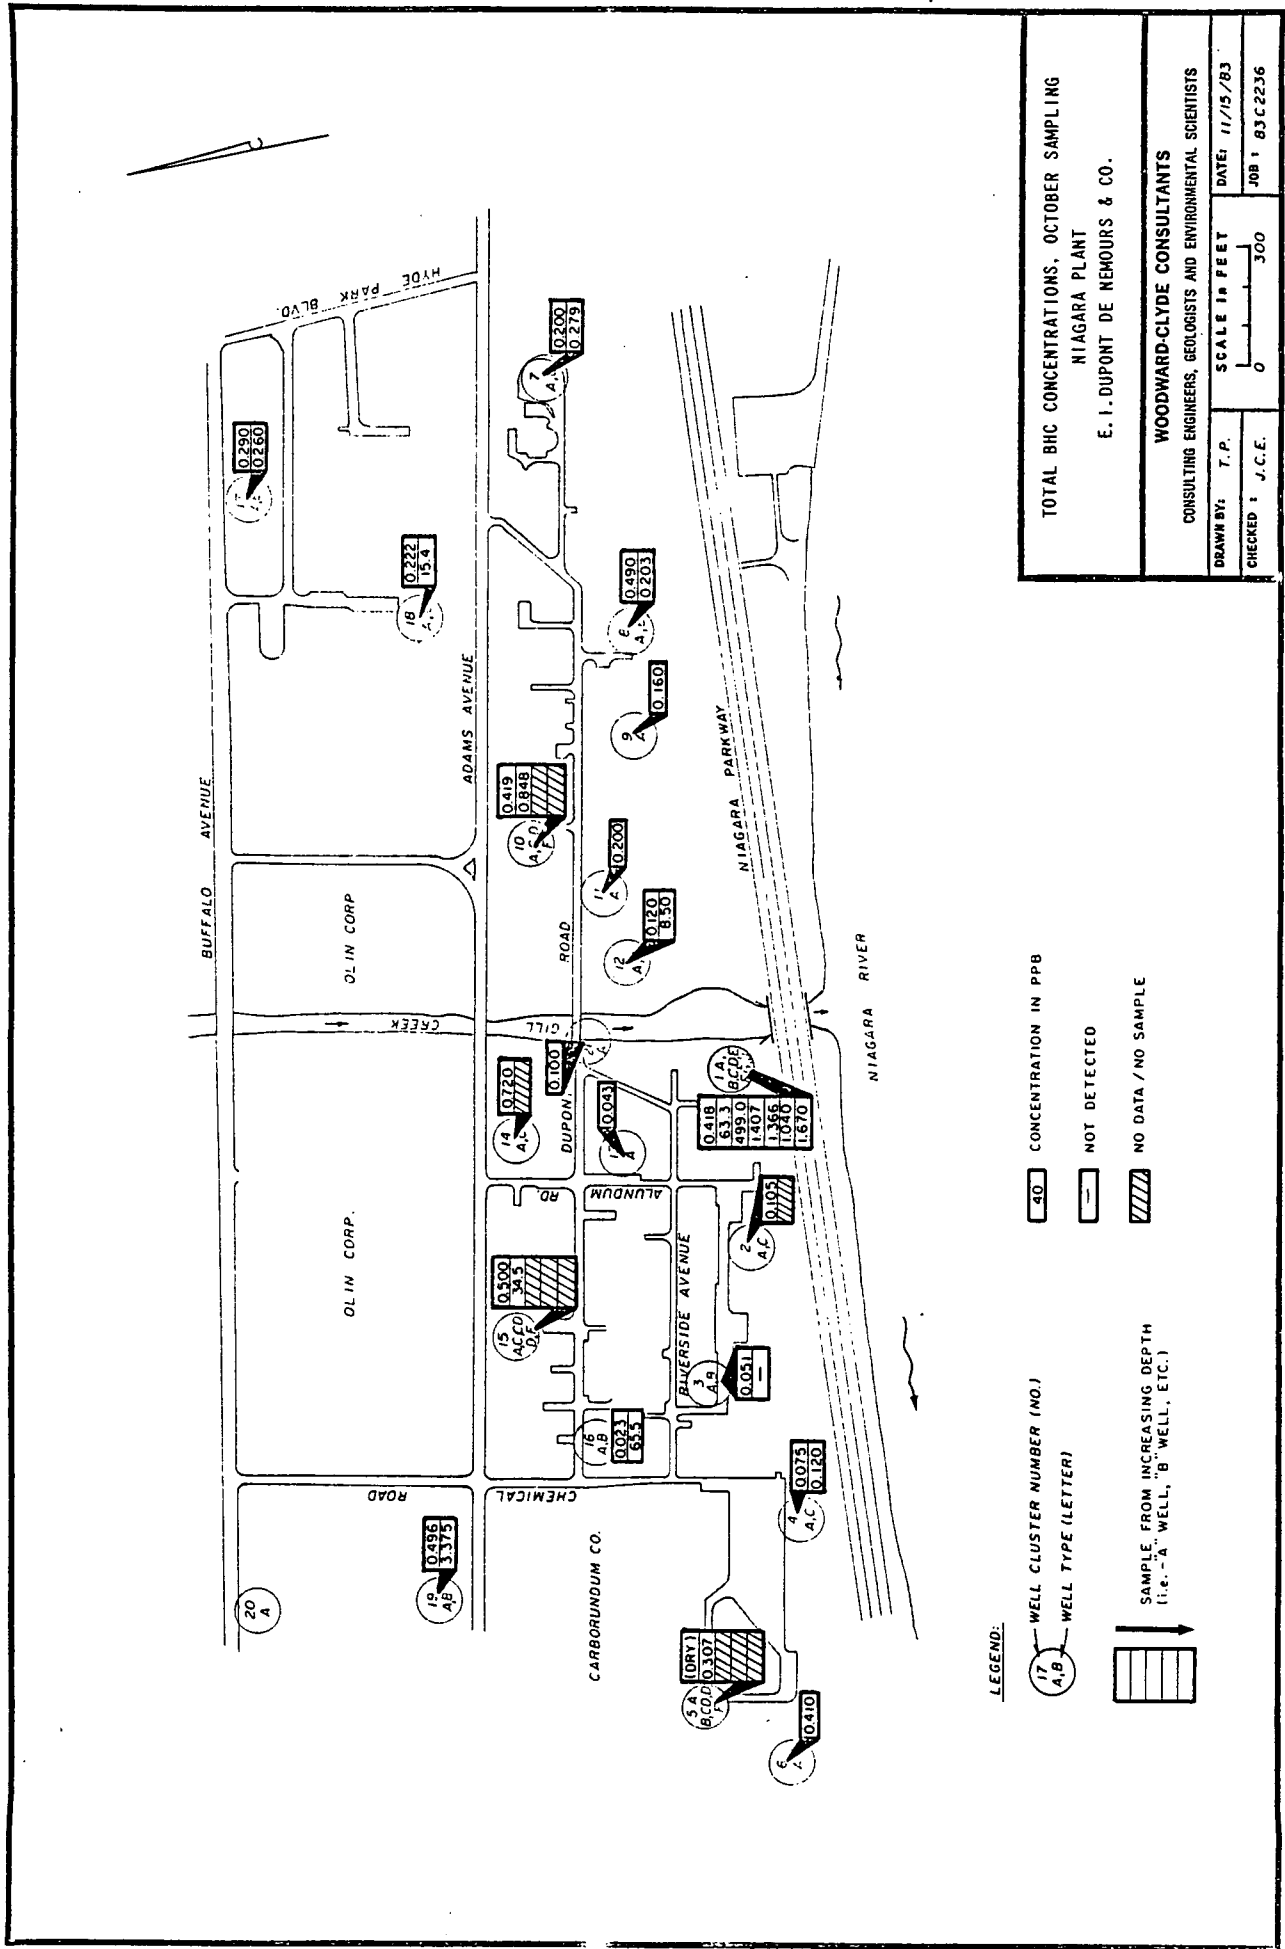 BUFFALO AVENUE
HYDE PARK BLVD.
OLIN CORP.
OLIN CORP
ADAMS AVENUE
CHEMICAL ROAD
CARBORUNDUM CO.
ALUNDUM RD.
DUPONT ROAD
GILL CREEK
RIVERSIDE AVENUE
NIAGARA PARKWAY
NIAGARA RIVER
20
A
19
A,B
0.496
3.375
0.290
0.260
18
0.222
15.4
15
A,C,CD
D,F
0.500
34.5
14
A,C
0.720
0.100
10
0.419
0.848
7
0.200
0.279
16
A,B
0.023
65.5
A
0.043
12
0.120
8.50
11
A
0.200
9
A
0.160
8
0.490
0.203
5 A
B,CD,D
F
(DRY)
0.307
3
A,B
0.051
—
2
A,C
0.105
1 A,
B,C,D,E
0.418
63.3
499.0
1.407
1.366
1.040
1.670
6
A
0.410
4
A,C
0.075
0.120
LEGEND:
17
A,B
WELL CLUSTER NUMBER (NO.)
WELL TYPE (LETTER)
SAMPLE FROM INCREASING DEPTH
(i.e.-"A" WELL, "B" WELL, ETC.)
40 CONCENTRATION IN PPB
— NOT DETECTED
NO DATA / NO SAMPLE
TOTAL BHC CONCENTRATIONS, OCTOBER SAMPLING
NIAGARA PLANT
E. I. DUPONT DE NEMOURS & CO.
WOODWARD-CLYDE CONSULTANTS
CONSULTING ENGINEERS, GEOLOGISTS AND ENVIRONMENTAL SCIENTISTS
DRAWN BY: T.P. SCALE In FEET DATE: 11/15/83
CHECKED: J.C.E. 0 300 JOB: 83C2236